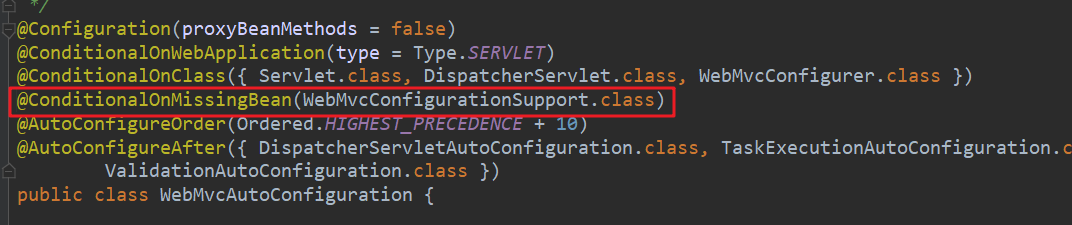 */
@Configuration(proxyBeanMethods = false)
@ConditionalOnWebApplication(type = Type.SERVLET)
@ConditionalOnClass({ Servlet.class, DispatcherServlet.class, WebMvcConfigurer.class })
@ConditionalOnMissingBean(WebMvcConfigurationSupport.class)
@AutoConfigureOrder(Ordered.HIGHEST_PRECEDENCE + 10)
@AutoConfigureAfter({ DispatcherServletAutoConfiguration.class, TaskExecutionAutoConfiguration.c
ValidationAutoConfiguration.class })
public class WebMvcAutoConfiguration {